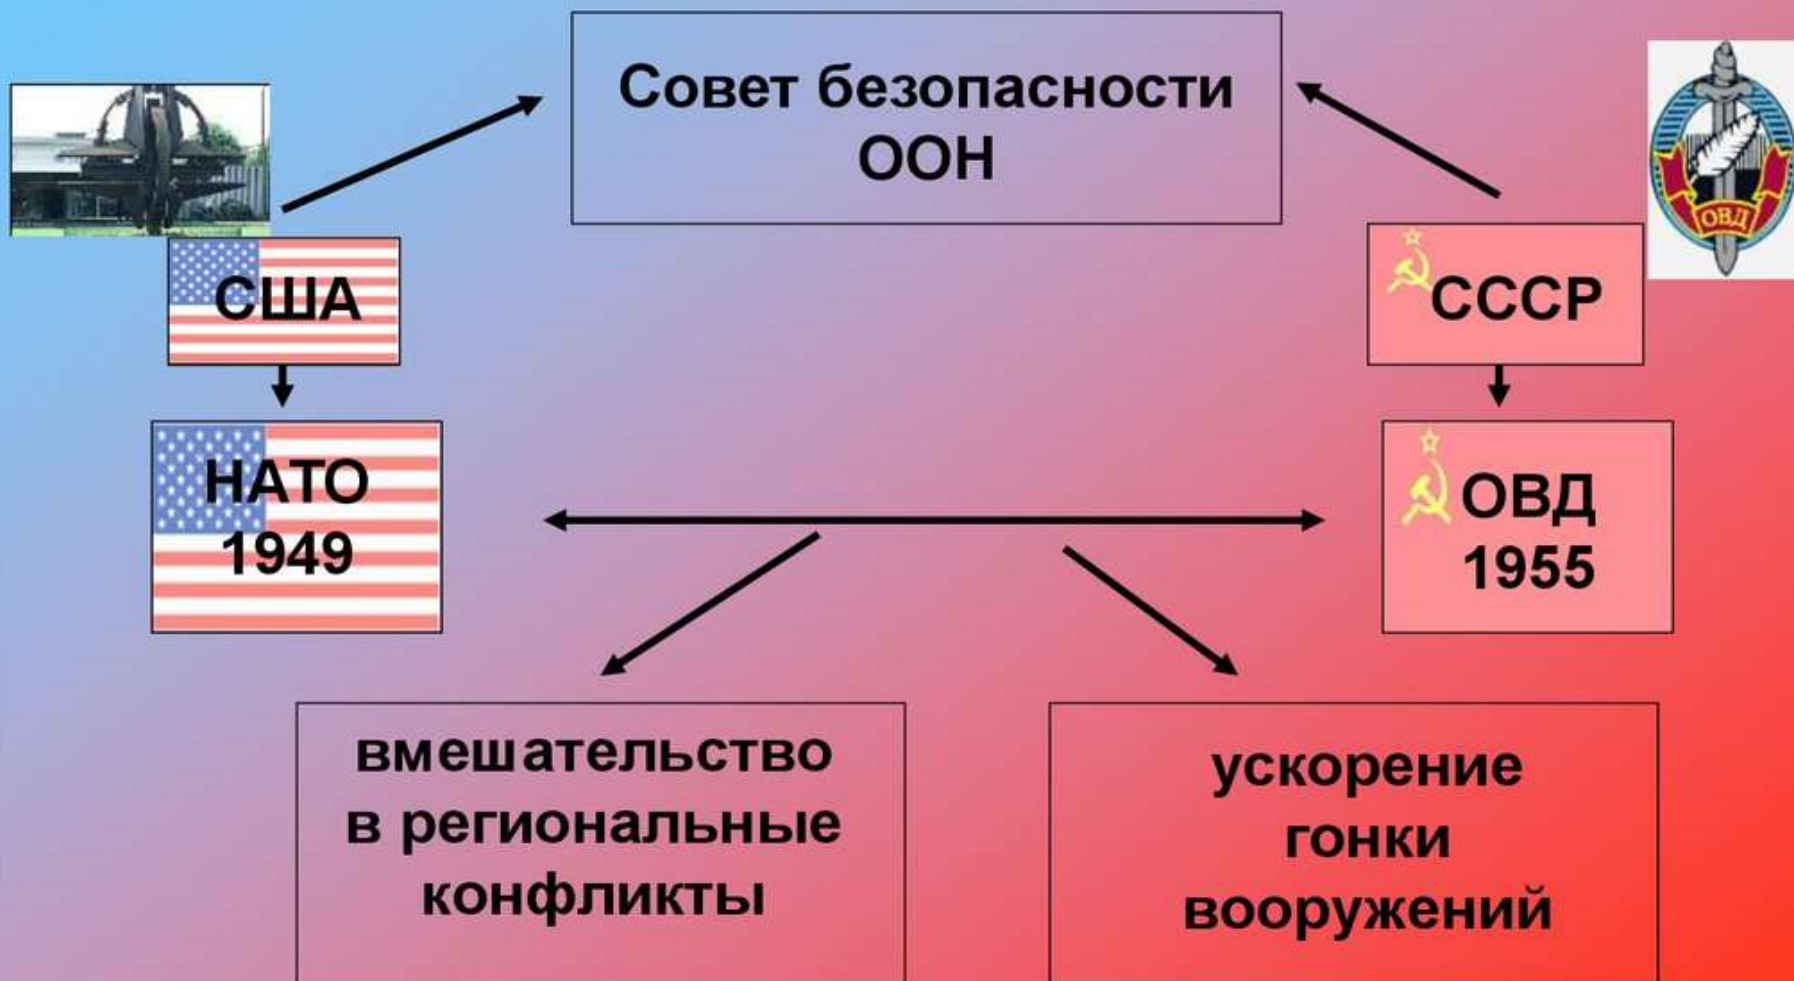 Совет безопасности
ООН
США
СССР
ОВД
НАТО
1949
ОВД
1955
вмешательство
в региональные
конфликты
ускорение
гонки
вооружений